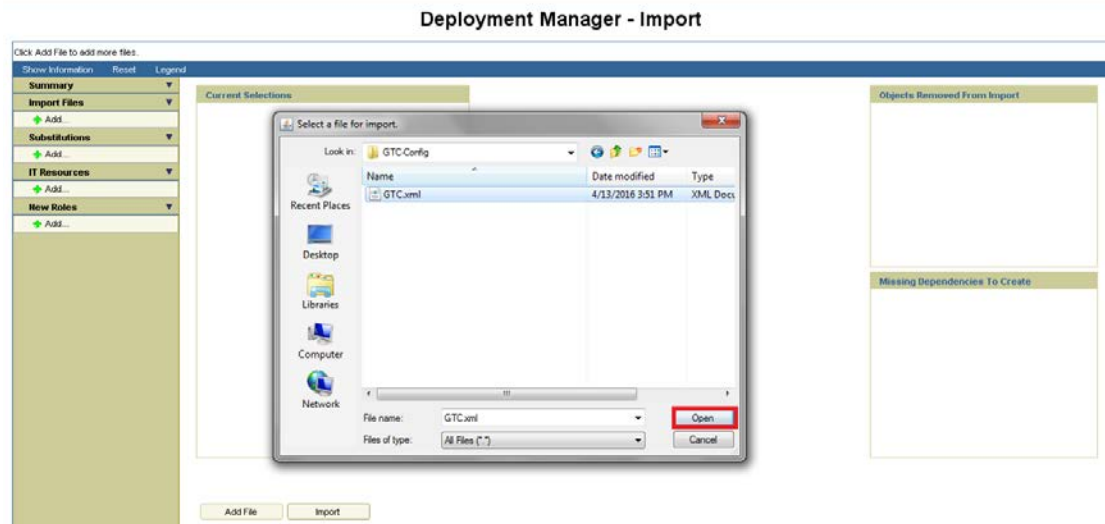 Deployment Manager - Import
Click Add File to add more files.
Show Information Reset Legend
Summary
Import Files
Add...
Substitutions
Add...
IT Resources
Add...
New Roles
Add...
Current Selections
Objects Removed From Import
Missing Dependencies To Create
Select a file for import.
Look in: GTC-Config
Name Date modified Type
GTC.xml 4/13/2016 3:51 PM XML Docu
Recent Places
Desktop
Libraries
Computer
Network
File name: GTC.xml Open
Files of type: All Files (*.*) Cancel
Add File Import